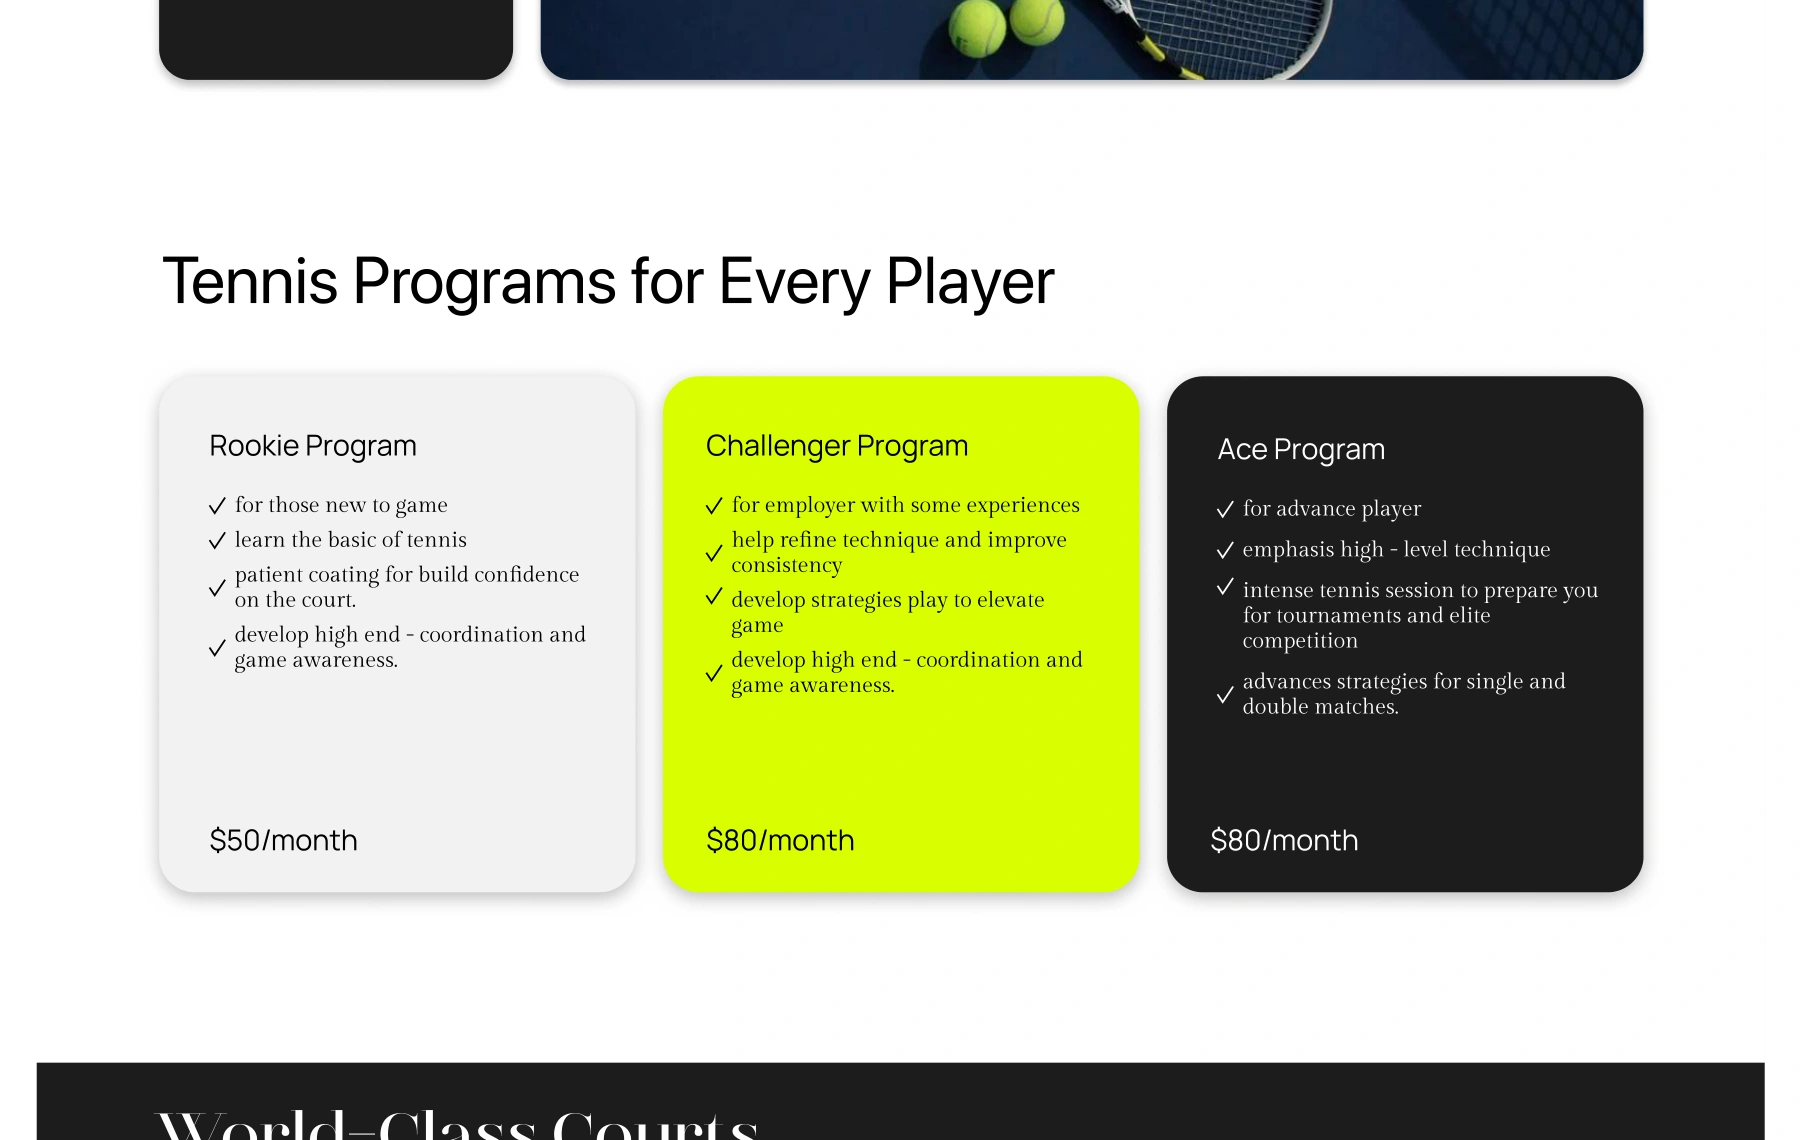 Tennis Programs for Every Player
Rookie Program
for those new to game
learn the basic of tennis
patient coating for build confidence
on the court.
develop high end - coordination and
game awareness.
$50/month
Challenger Program
for employer with some experiences
help refine technique and improve
consistency
develop strategies play to elevate
game
develop high end - coordination and
game awareness.
$80/month
Ace Program
for advance player
emphasis high - level technique
intense tennis session to prepare you
for tournaments and elite
competition
advances strategies for single and
double matches.
$80/month
World-Class Courts